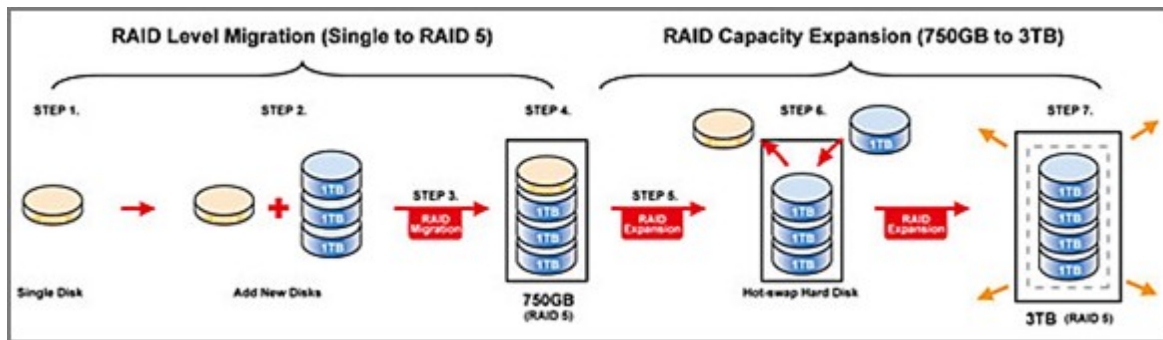 RAID Level Migration (Single to RAID 5)
RAID Capacity Expansion (750GB to 3TB)
STEP 1.
STEP 2.
STEP 4.
STEP 6.
STEP 7.
1TB
1TB
1TB
1TB
STEP 3.
RAID
Migration
1TB
1TB
1TB
STEP 5.
RAID
Expansion
1TB
1TB
1TB
RAID
Expansion
1TB
1TB
1TB
1TB
Single Disk
Add New Disks
750GB
(RAID 5)
Hot-swap Hard Disk
3TB (RAID 5)